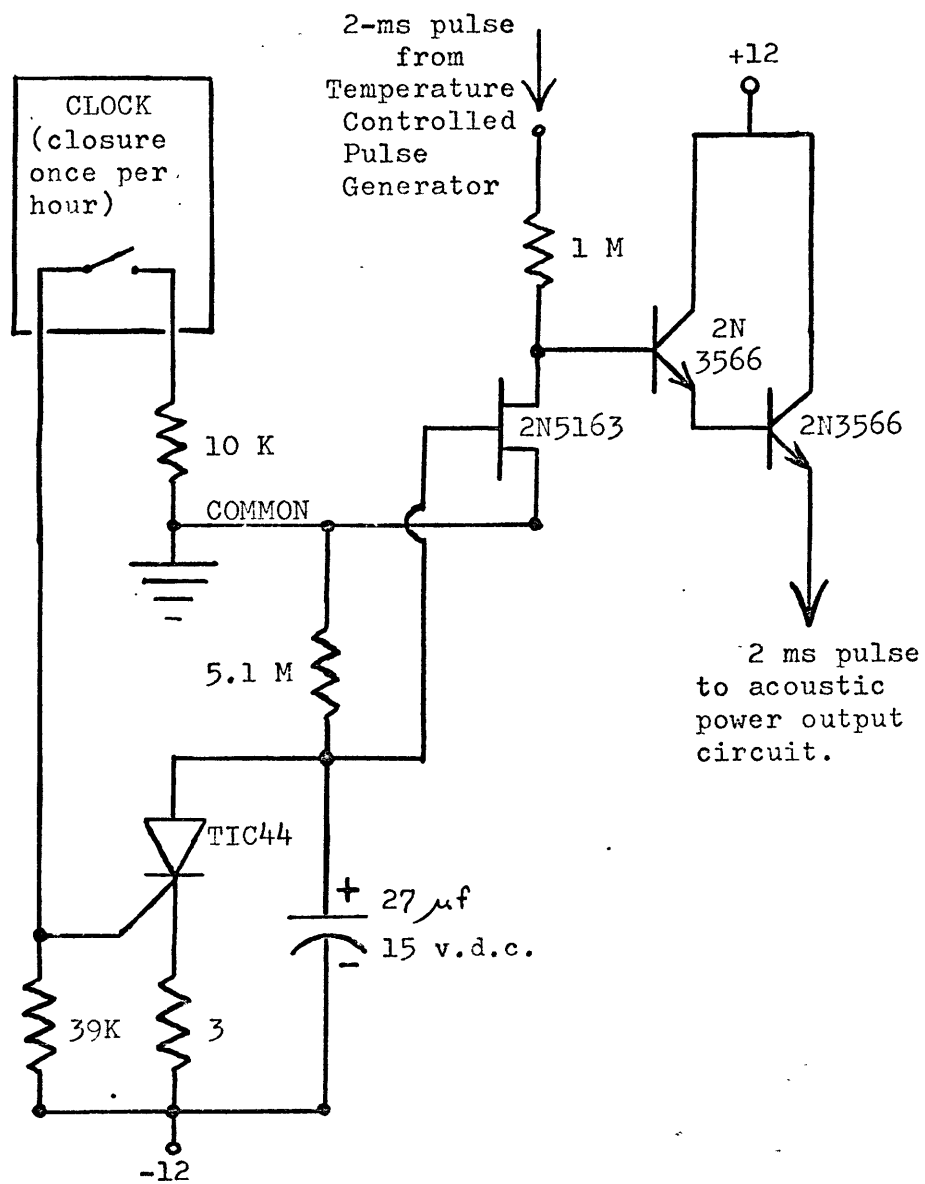 2-ms pulse
from
Temperature
Controlled
Pulse
Generator
+12
CLOCK
(closure
once per
hour)
1 M
2N
3566
2N5163
2N3566
10 K
COMMON
5.1 M
2 ms pulse
to acoustic
power output
circuit.
TIC44
+
27 μf
15 v.d.c.
-
39K
3
-12